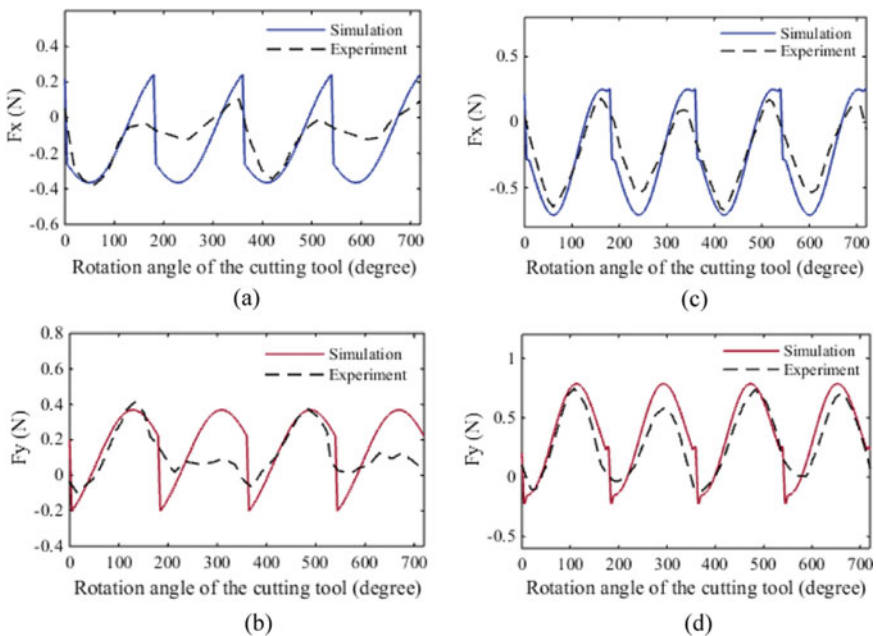 0.6
0.4
0.2
0
-0.2
-0.4
0.6
Fx (N)
Simulation
Experiment
0 100 200 300 400 500 600 700
Rotation angle of the cutting tool (degree)
(a)
0.5
0
-0.5
Fx (N)
Simulation
Experiment
0 100 200 300 400 500 600 700
Rotation angle of the cutting tool (degree)
(c)
0.8
0.6
0.4
0.2
0
-0.2
-0.4
Fy (N)
Simulation
Experiment
0 100 200 300 400 500 600 700
Rotation angle of the cutting tool (degree)
(b)
1
0.5
0
-0.5
Fy (N)
Simulation
Experiment
0 100 200 300 400 500 600 700
Rotation angle of the cutting tool (degree)
(d)